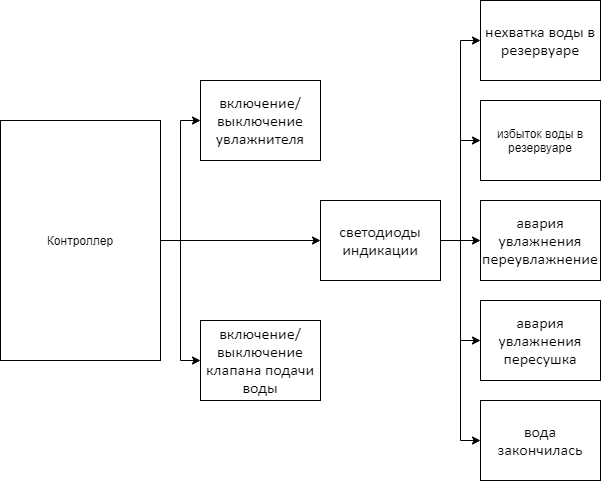 Контроллер
включение/
выключение
увлажнителя
включение/
выключение
клапана подачи
воды
светодиоды
индикации
нехватка воды в
резервуаре
избыток воды в
резервуаре
авария
увлажнения
переувлажнение
авария
увлажнения
пересушка
вода
закончилась